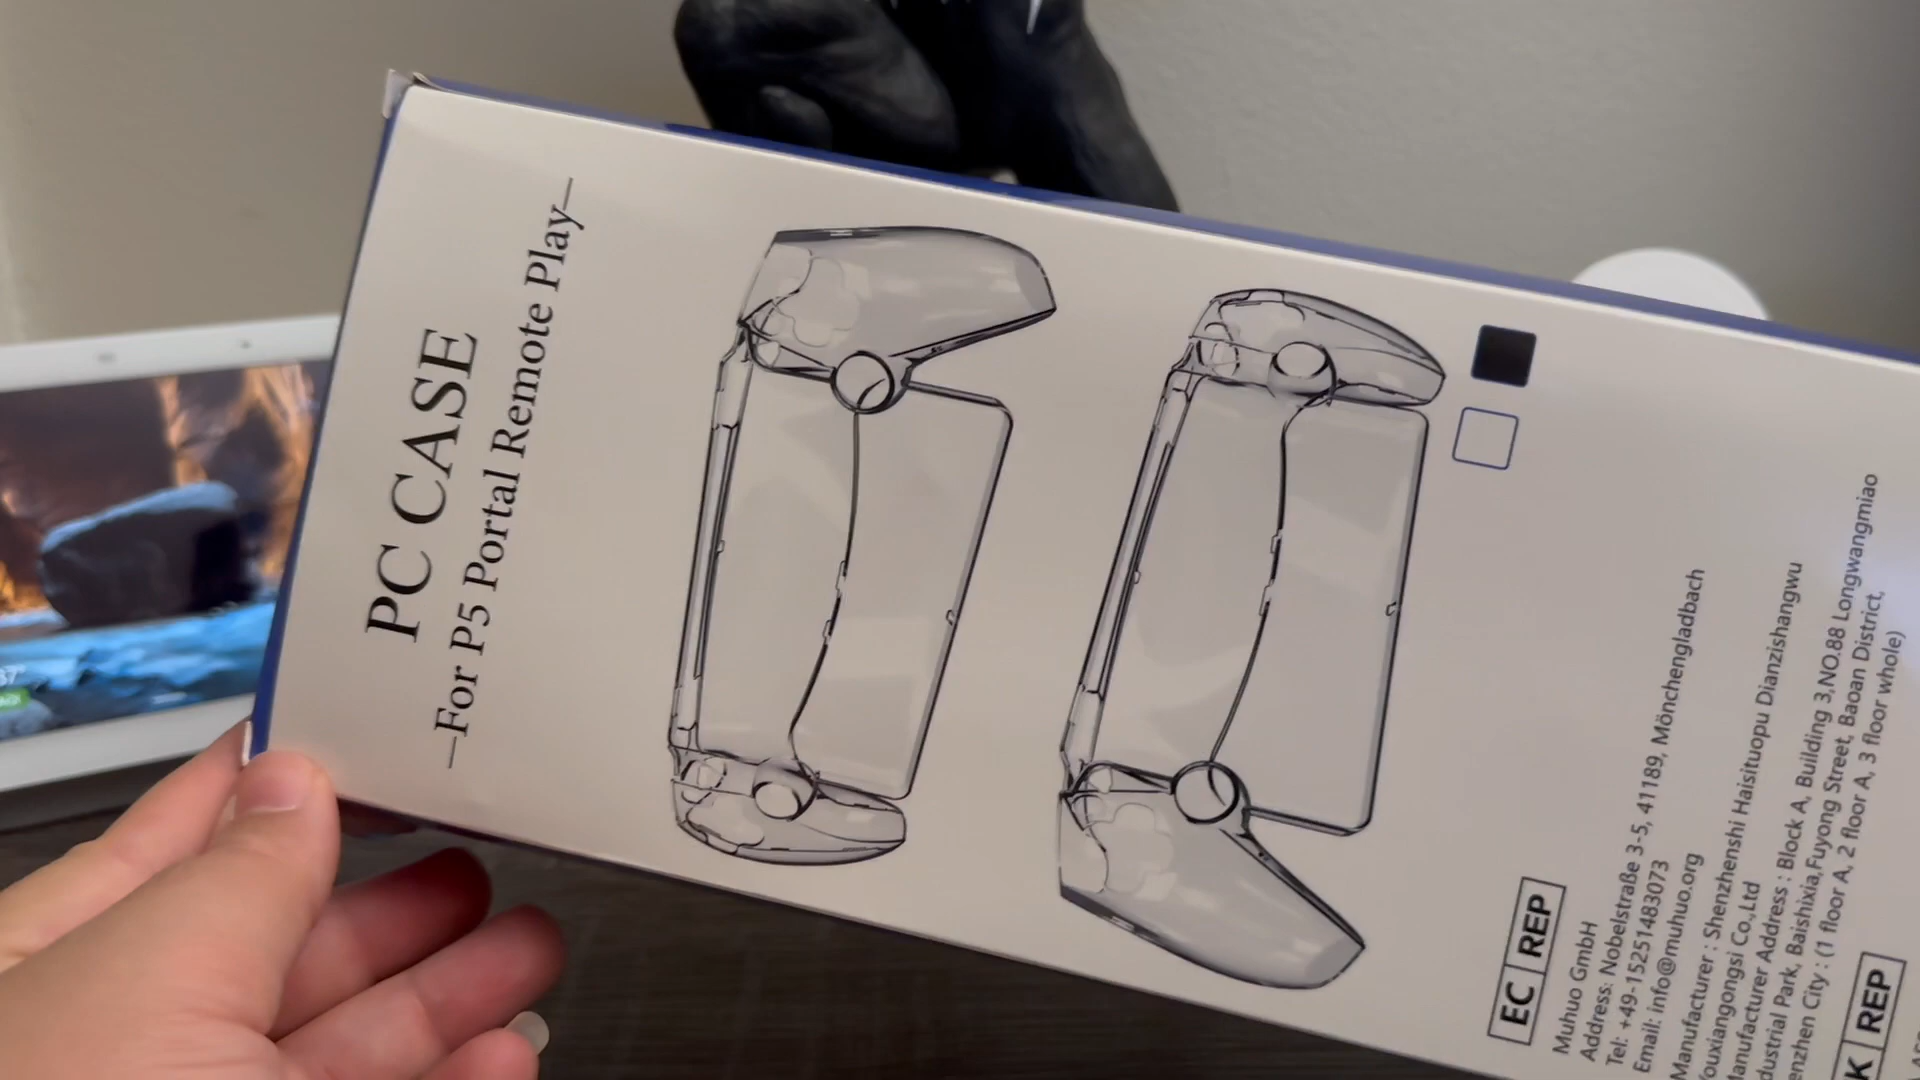 PC CASE
—For P5 Portal Remote Play—
EC REP
Muhuo GmbH
Address: Nobelstraße 3-5, 41189, Mönchengladbach
Tel: +49-15251483073
Email: info@muhuo.org
Manufacturer : Shenzhenshi Haisituopu Dianzishangwu
Youxiangongsi Co.,Ltd
Manufacturer Address : Block A, Building 3,NO.88 Longwangmiao
dustrial Park, Baishixia,Fuyong Street, Baoan District,
enzhen City : (1 floor A, 2 floor A, 3 floor whole)
K REP